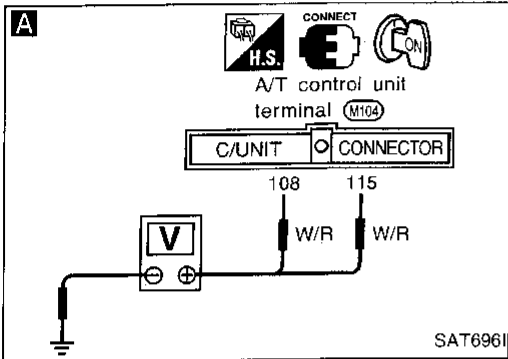 A
CONNECT
H.S.
ON
A/T control unit
terminal M104
C/UNIT CONNECTOR
108 115
W/R W/R
V
SAT696I